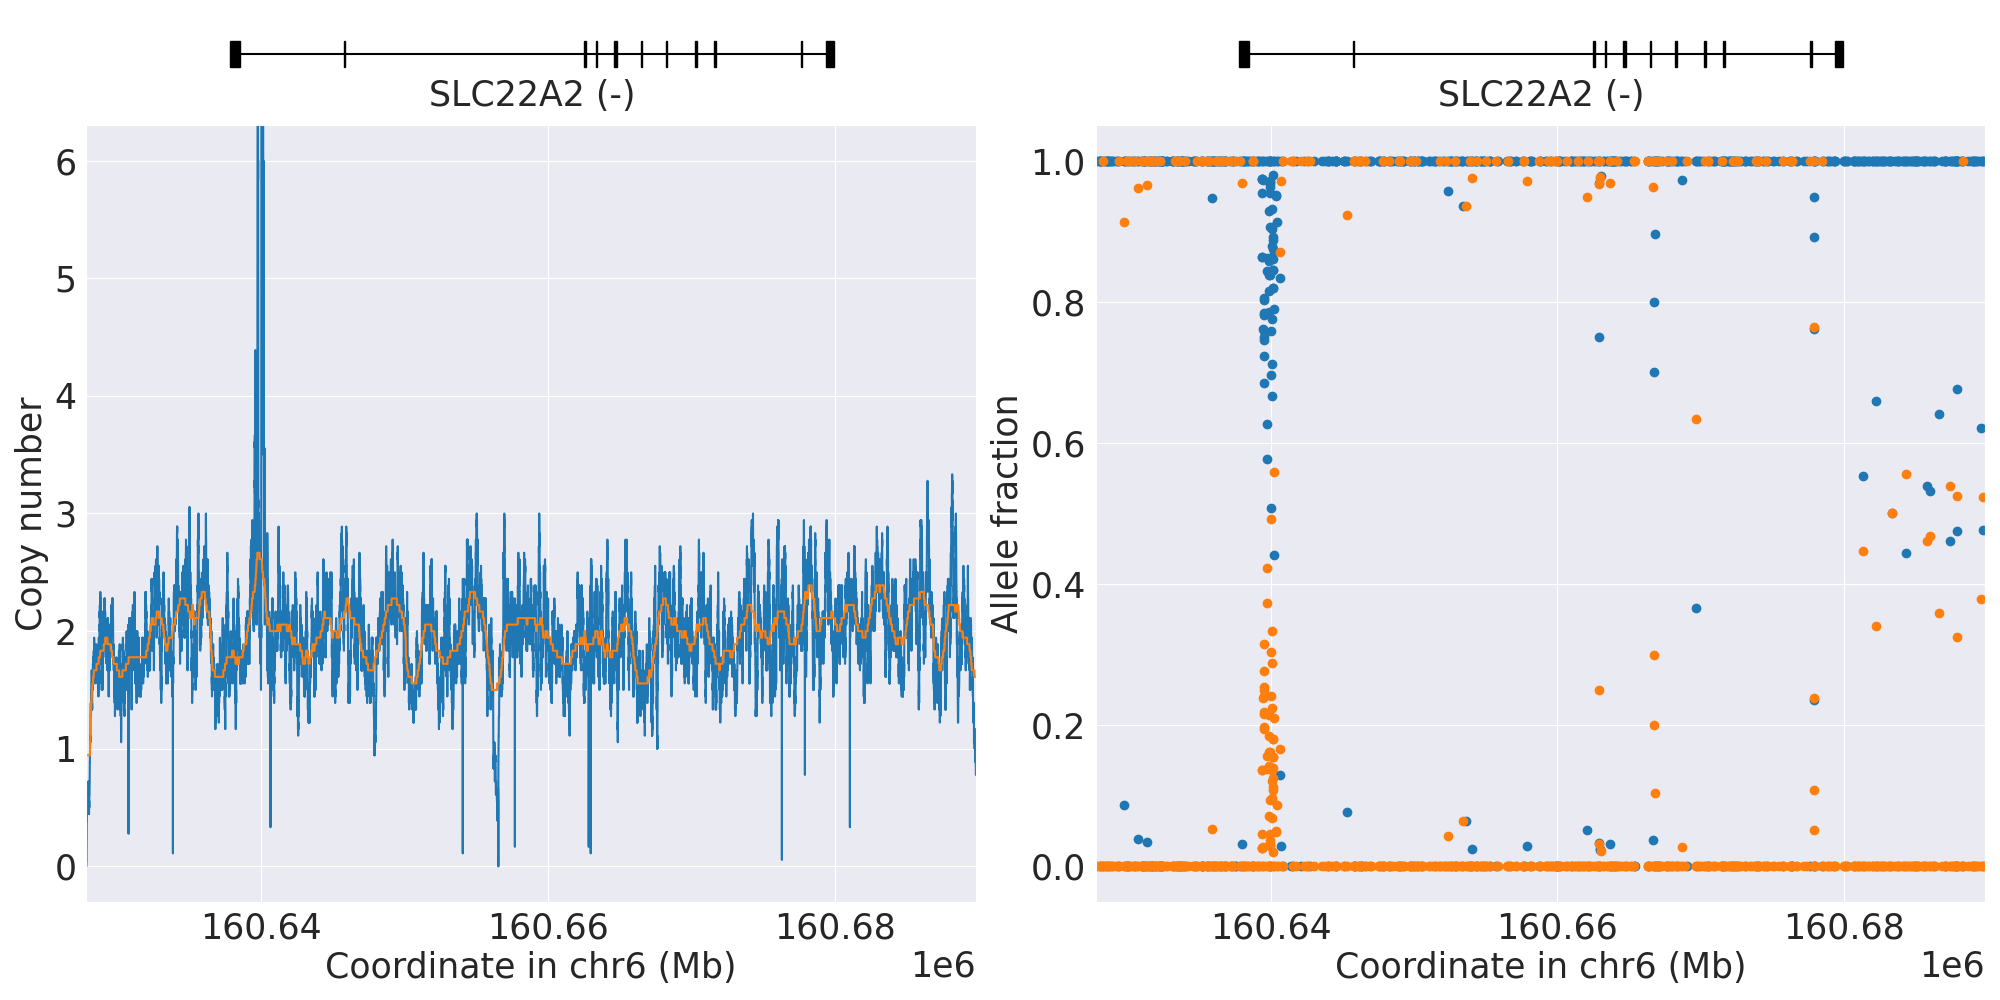 SLC22A2 (-)
SLC22A2 (-)
6
5
4
3
2
1
0
Copy number
160.64
160.66
160.68
Coordinate in chr6 (Mb)
1e6
1.0
0.8
0.6
0.4
0.2
0.0
Allele fraction
160.64
160.66
160.68
Coordinate in chr6 (Mb)
1e6